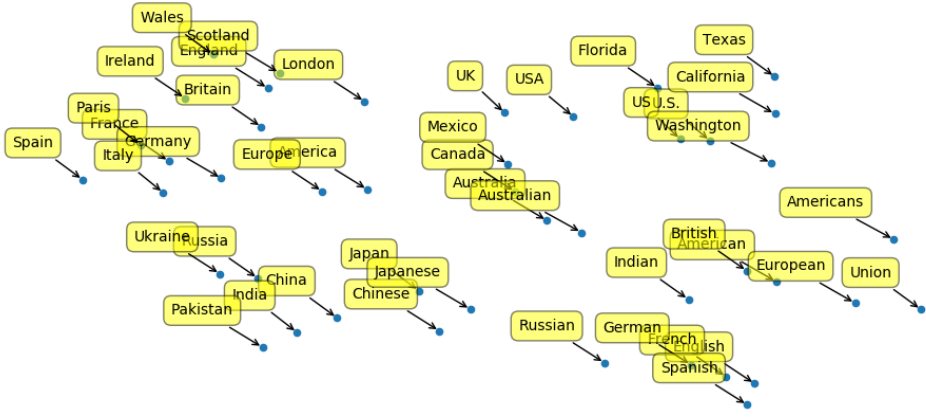 Wales
Scotland
England
Ireland
London
Britain
Paris
France
Germany
Italy
Spain
Europe
America
UK
USA
Mexico
Canada
Australia
Australian
Florida
Texas
California
US
U.S.
Washington
Americans
British
American
European
Indian
Union
Ukraine
Russia
China
India
Pakistan
Japan
Japanese
Chinese
Russian
German
French
English
Spanish